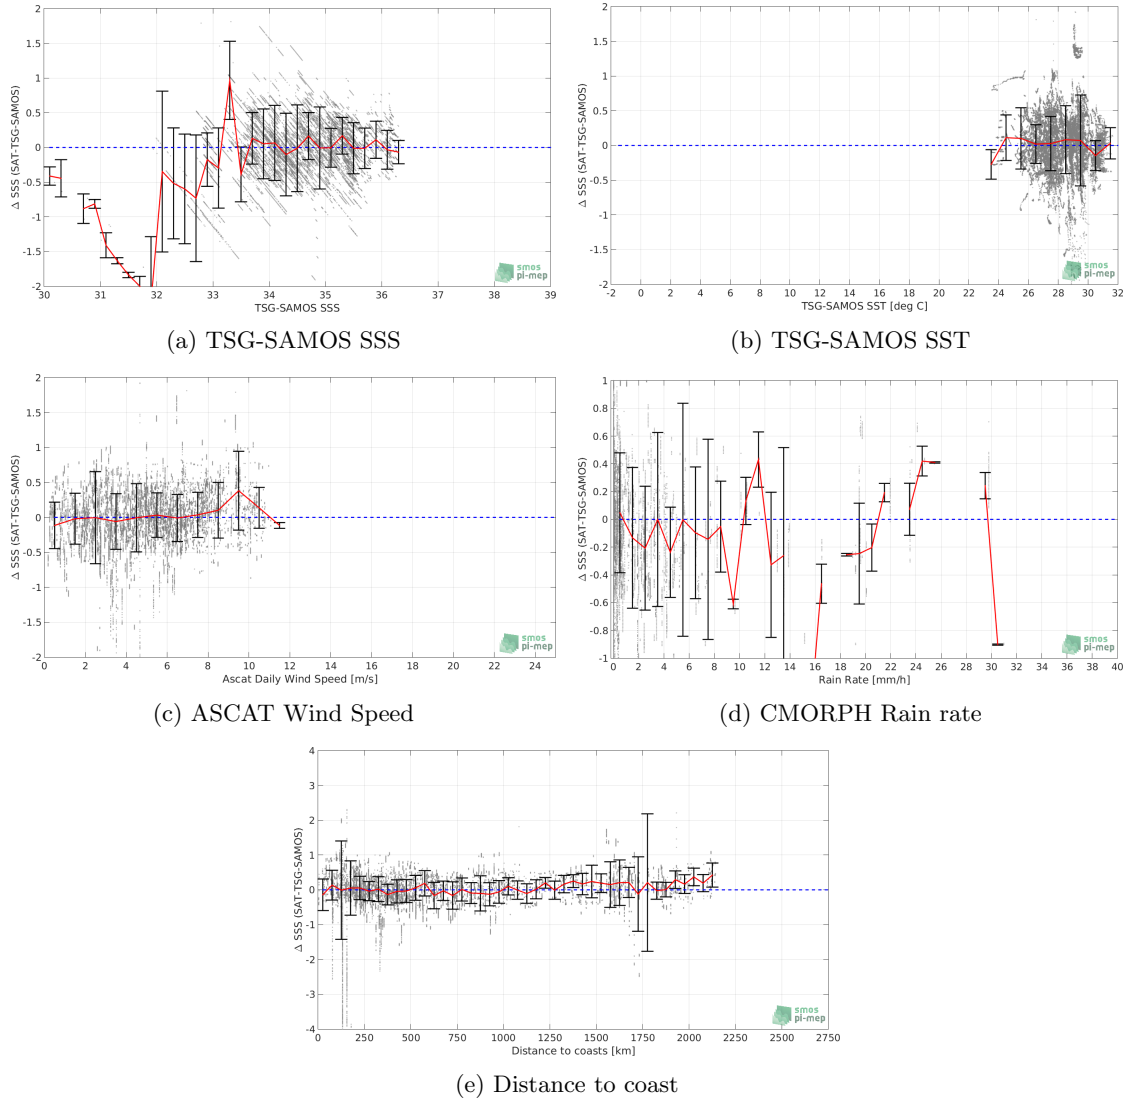 2
1.5
1
0.5
0
-0.5
-1
-1.5
-2
Δ SSS (SAT-TSG-SAMOS)
30 31 32 33 34 35 36 37 38 39
TSG-SAMOS SSS
smos
pi-mep
(a) TSG-SAMOS SSS
2
1.5
1
0.5
0
-0.5
-1
-1.5
-2
Δ SSS (SAT-TSG-SAMOS)
-2 0 2 4 6 8 10 12 14 16 18 20 22 24 26 28 30 32
TSG-SAMOS SST [deg C]
smos
pi-mep
(b) TSG-SAMOS SST
2
1.5
1
0.5
0
-0.5
-1
-1.5
-2
Δ SSS (SAT-TSG-SAMOS)
0 2 4 6 8 10 12 14 16 18 20 22 24
Ascat Daily Wind Speed [m/s]
smos
pi-mep
(c) ASCAT Wind Speed
1
0.8
0.6
0.4
0.2
0
-0.2
-0.4
-0.6
-0.8
-1
Δ SSS (SAT-TSG-SAMOS)
0 2 4 6 8 10 12 14 16 18 20 22 24 26 28 30 32 34 36 38 40
Rain Rate [mm/h]
smos
pi-mep
(d) CMORPH Rain rate
4
3
2
1
0
-1
-2
-3
-4
Δ SSS (SAT-TSG-SAMOS)
0 250 500 750 1000 1250 1500 1750 2000 2250 2500 2750
Distance to coasts [km]
smos
pi-mep
(e) Distance to coast